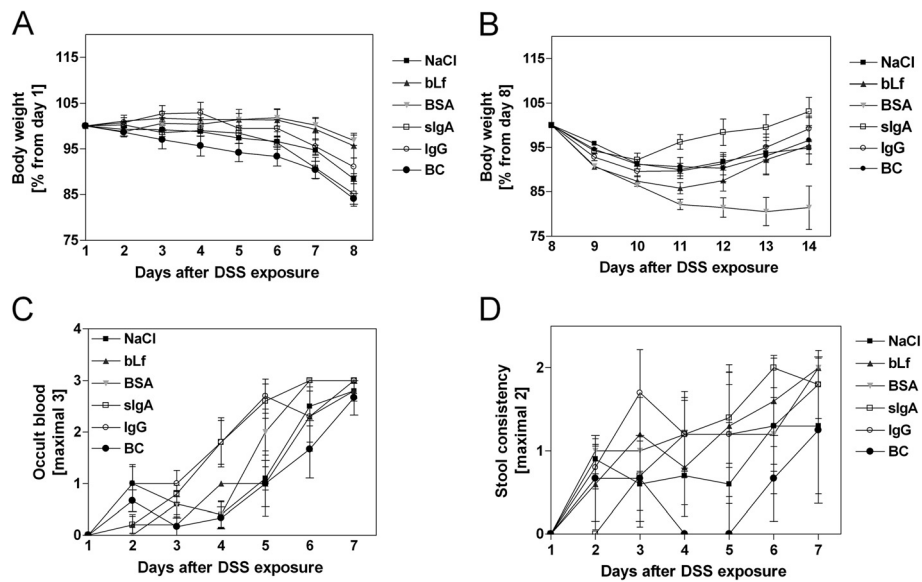 A
Body weight
[% from day 1]
115
105
95
85
75
1 2 3 4 5 6 7 8
Days after DSS exposure
NaCl
bLf
BSA
sIgA
IgG
BC
B
Body weight
[% from day 8]
115
105
95
85
75
8 9 10 11 12 13 14
Days after DSS exposure
NaCl
bLf
BSA
sIgA
IgG
BC
C
Occult blood
[maximal 3]
4
3
2
1
0
1 2 3 4 5 6 7
Days after DSS exposure
NaCl
bLf
BSA
sIgA
IgG
BC
D
Stool consistency
[maximal 2]
2
1
0
1 2 3 4 5 6 7
Days after DSS exposure
NaCl
bLf
BSA
sIgA
IgG
BC